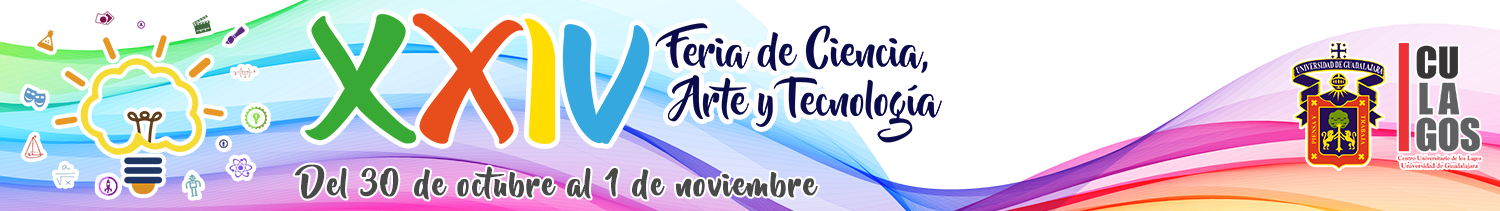 XXIV
Feria de Ciencia,
Arte y Tecnología
Del 30 de octubre al 1 de noviembre
UNIVERSIDAD DE GUADALAJARA
PIENSA Y
TRABAJA
CU
LA
GOS
Centro Universitario de los Lagos
Universidad de Guadalajara